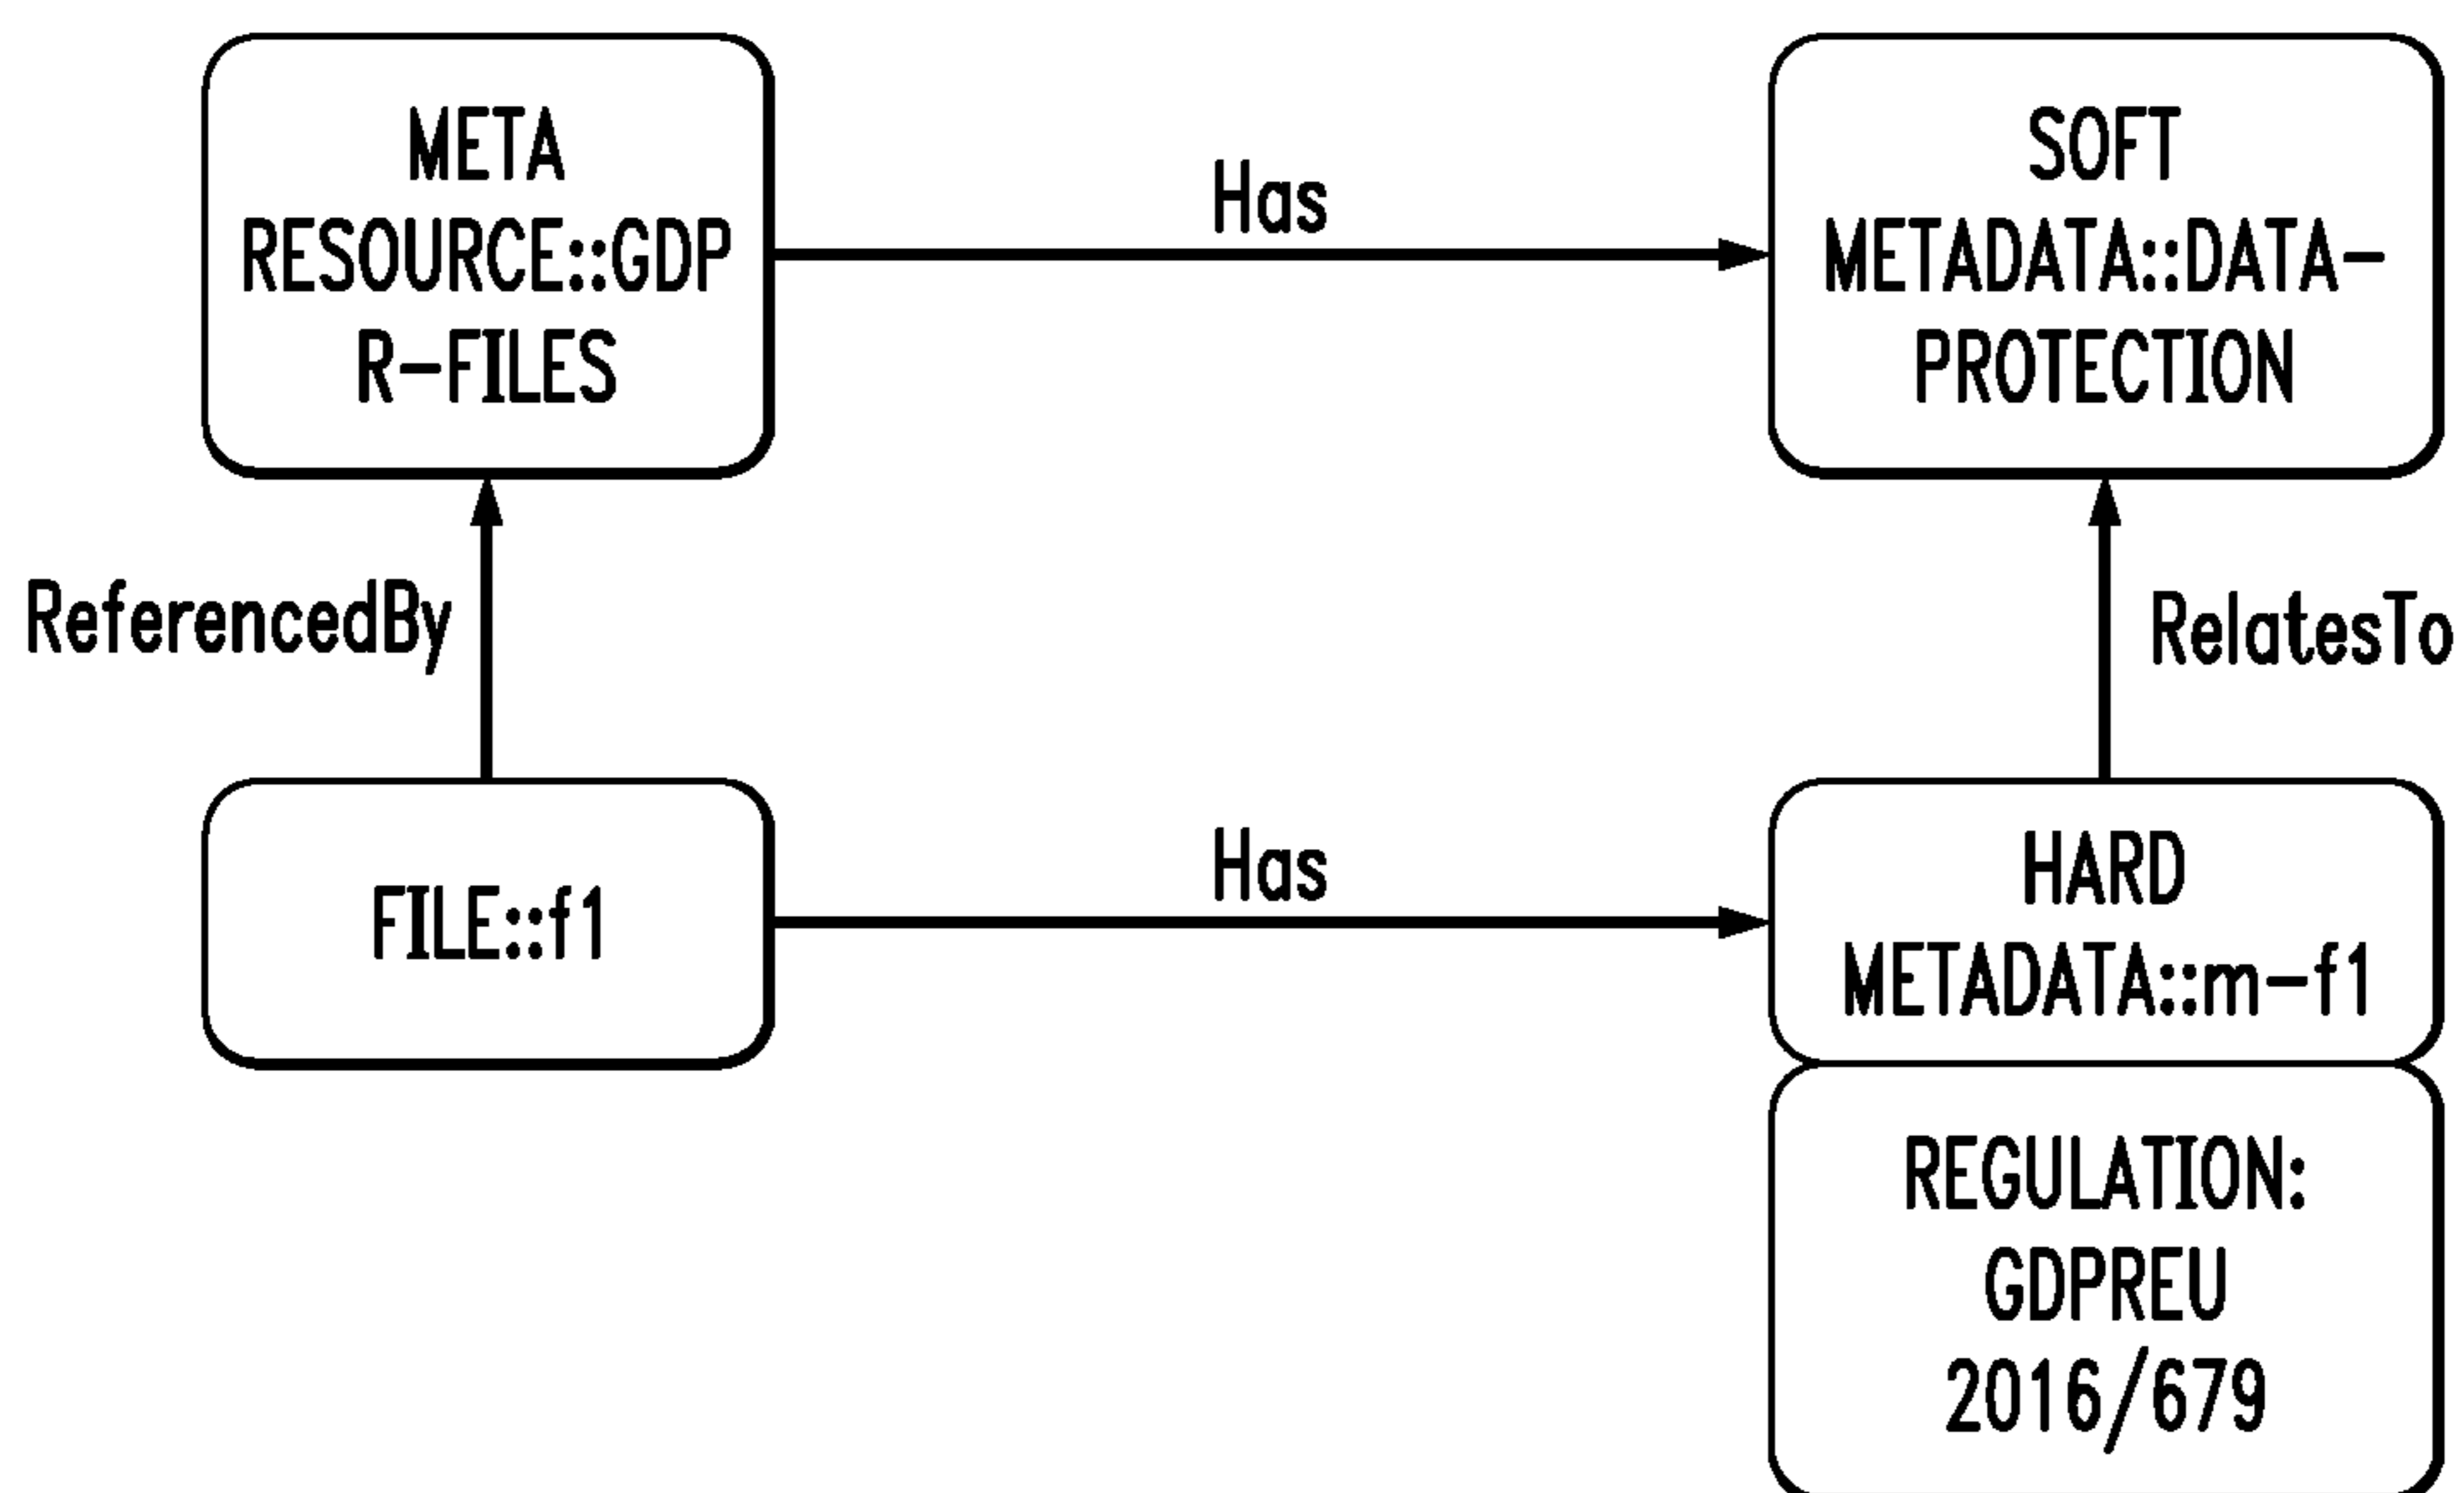 META
RESOURCE::GDP
R-FILES
Has
SOFT
METADATA::DATA-
PROTECTION
ReferencedBy
RelatesTo
FILE::f1
Has
HARD
METADATA::m-f1
REGULATION:
GDPREU
2016/679